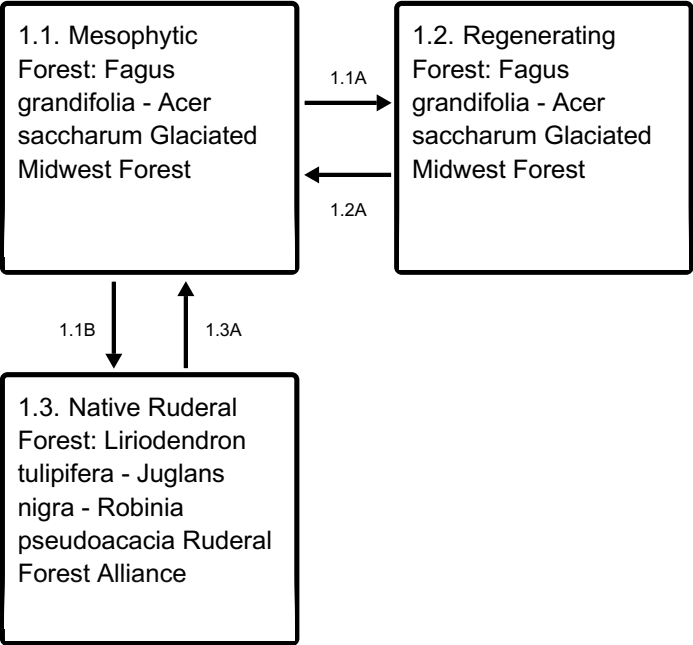 1.1. Mesophytic
Forest: Fagus
grandifolia - Acer
saccharum Glaciated
Midwest Forest
1.1A
1.2A
1.2. Regenerating
Forest: Fagus
grandifolia - Acer
saccharum Glaciated
Midwest Forest
1.1B
1.3A
1.3. Native Ruderal
Forest: Liriodendron
tulipifera - Juglans
nigra - Robinia
pseudoacacia Ruderal
Forest Alliance